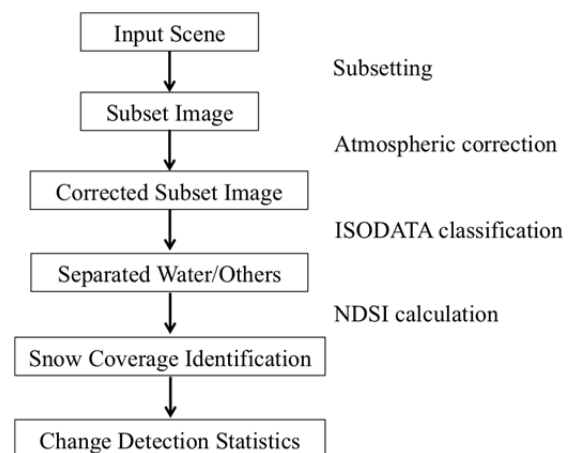 Input Scene
Subsetting
Subset Image
Atmospheric correction
Corrected Subset Image
ISODATA classification
Separated Water/Others
NDSI calculation
Snow Coverage Identification
Change Detection Statistics